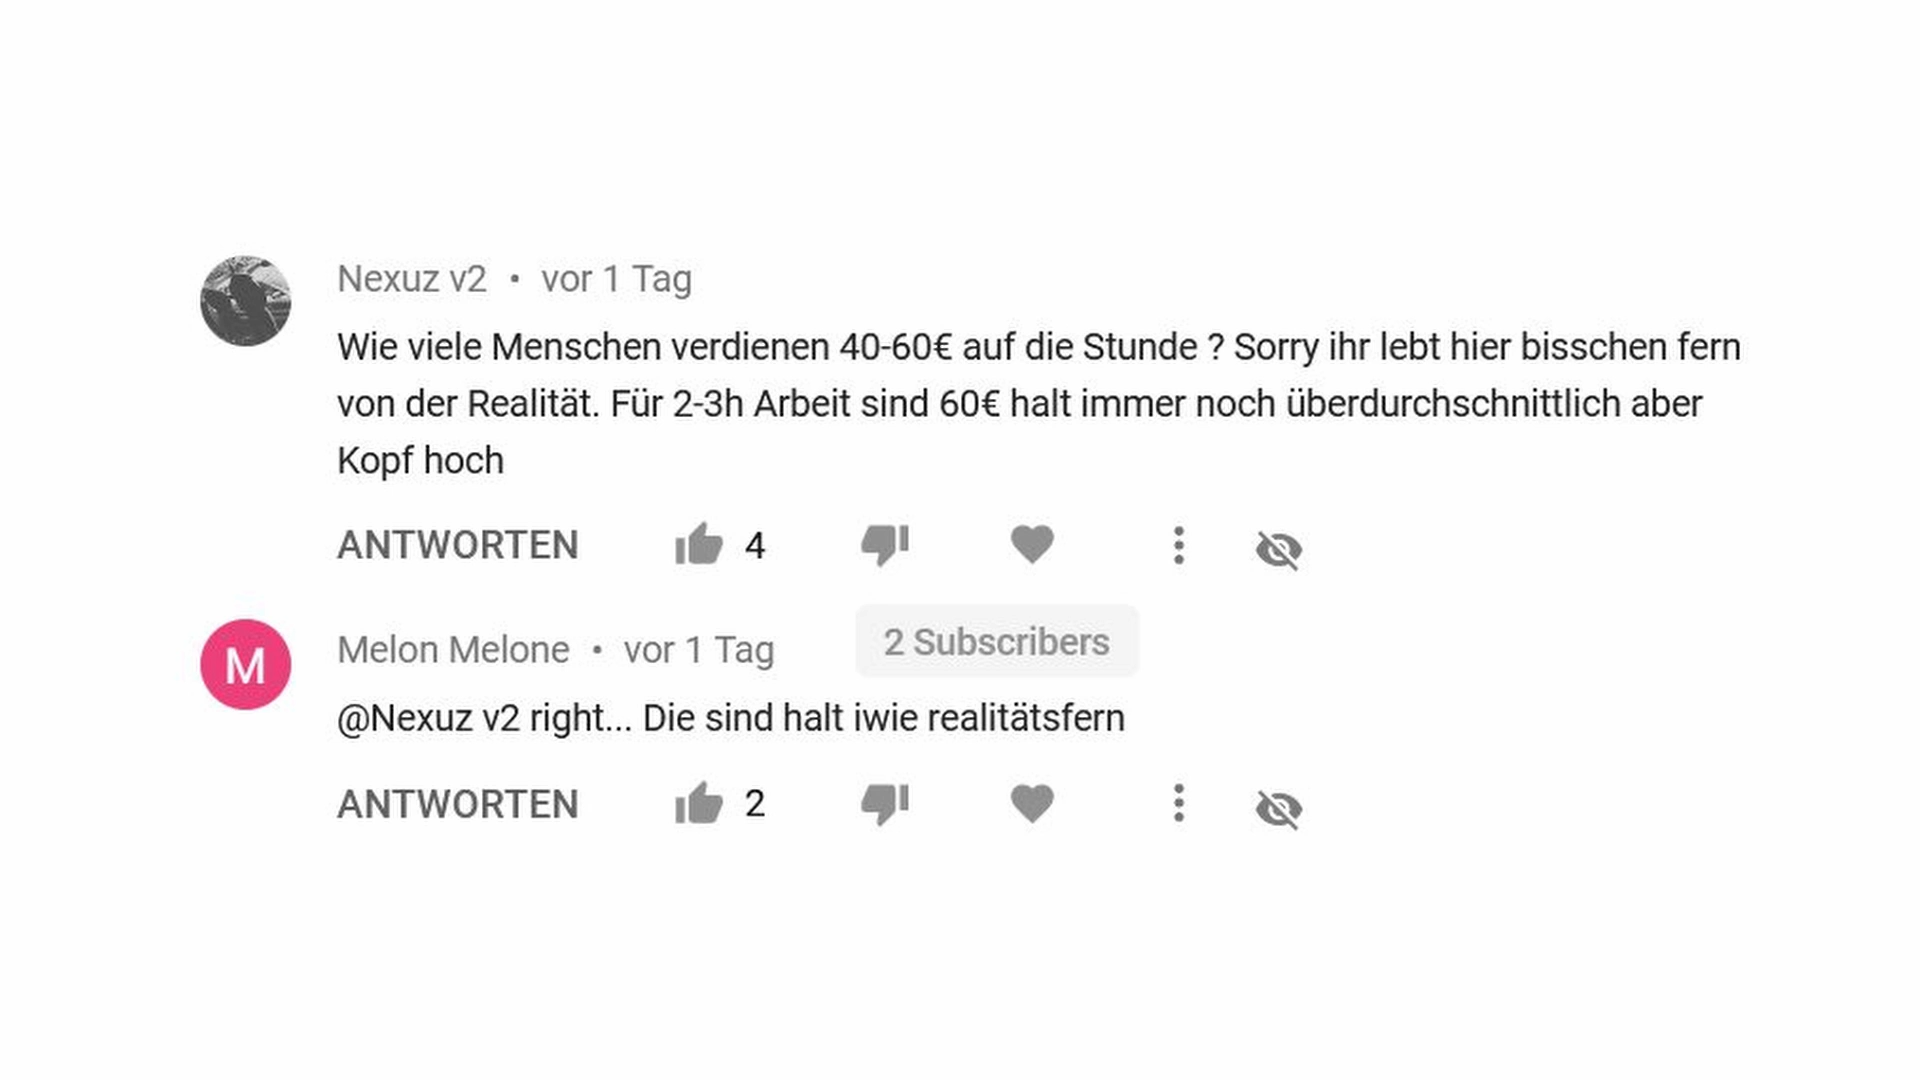 Nexuz v2 • vor 1 Tag
Wie viele Menschen verdienen 40-60€ auf die Stunde ? Sorry ihr lebt hier bisschen fern
von der Realität. Für 2-3h Arbeit sind 60€ halt immer noch überdurchschnittlich aber
Kopf hoch
ANTWORTEN 4
M
Melon Melone • vor 1 Tag 2 Subscribers
@Nexuz v2 right... Die sind halt iwie realitätsfern
ANTWORTEN 2